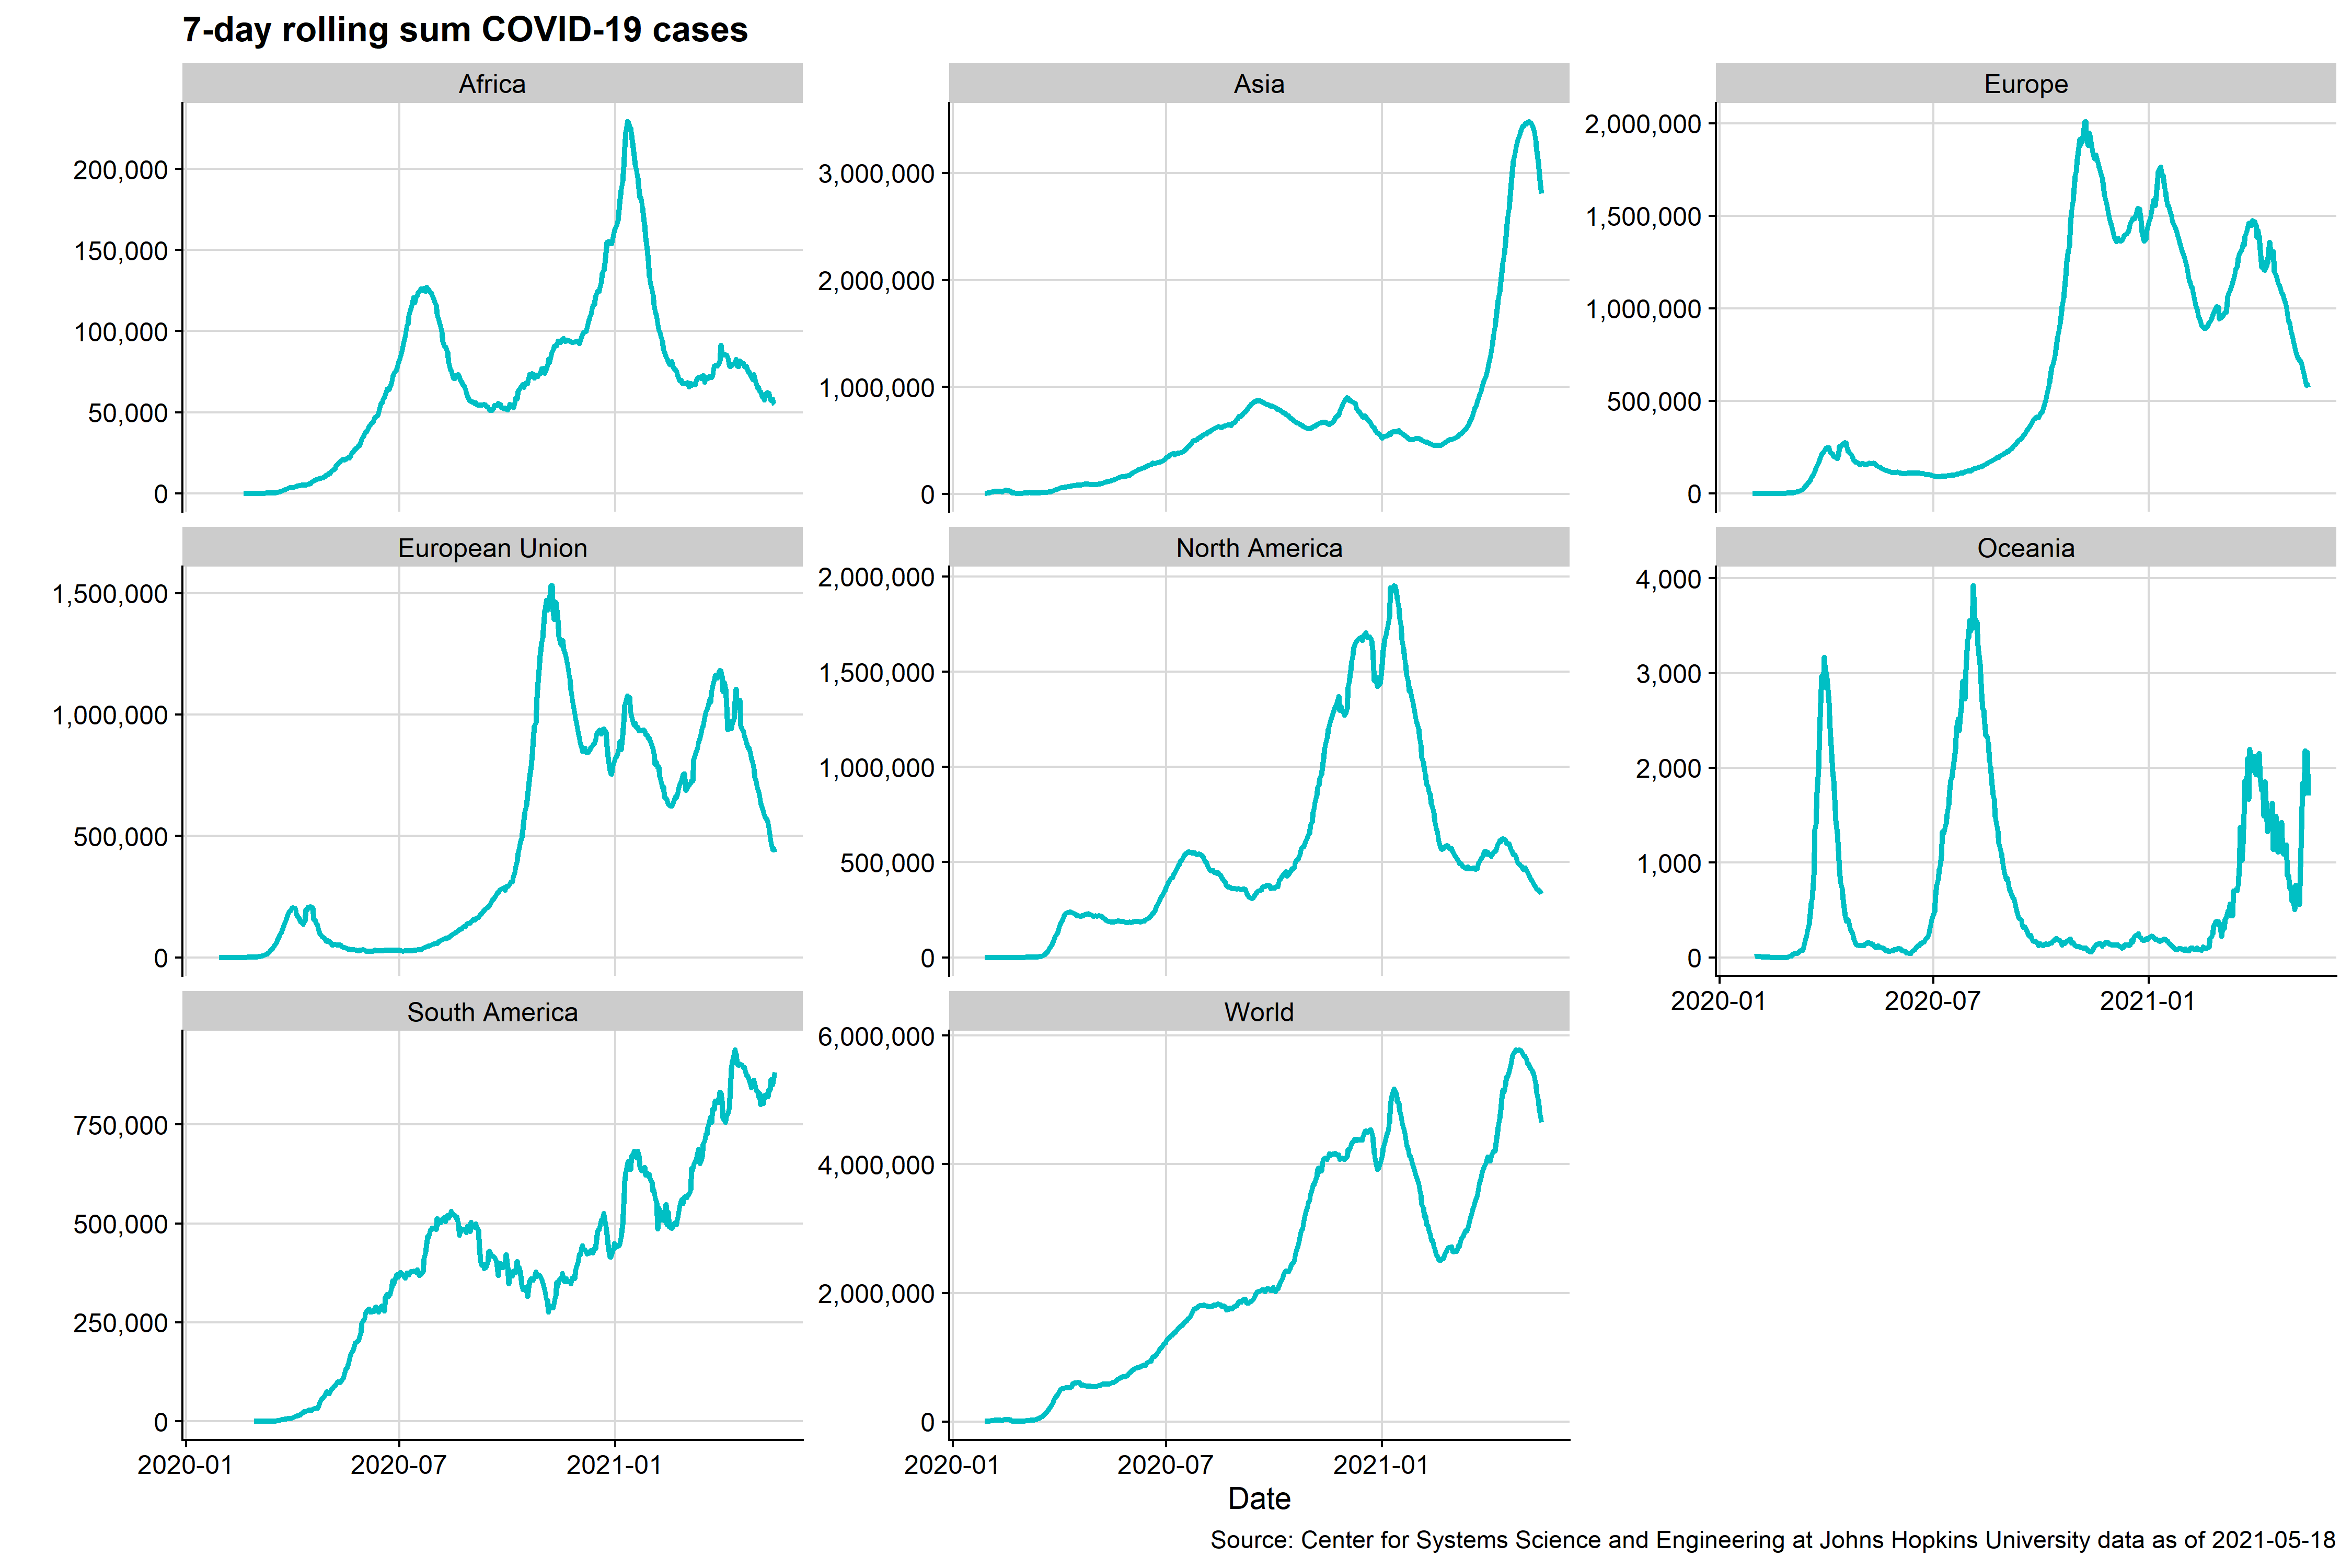 7-day rolling sum COVID-19 cases
Africa
200,000
150,000
100,000
50,000
0
Asia
3,000,000
2,000,000
1,000,000
0
Europe
2,000,000
1,500,000
1,000,000
500,000
0
European Union
1,500,000
1,000,000
500,000
0
North America
2,000,000
1,500,000
1,000,000
500,000
0
Oceania
4,000
3,000
2,000
1,000
0
2020-01 2020-07 2021-01
South America
750,000
500,000
250,000
0
2020-01 2020-07 2021-01
World
6,000,000
4,000,000
2,000,000
0
2020-01 2020-07 2021-01
Date
Source: Center for Systems Science and Engineering at Johns Hopkins University data as of 2021-05-18